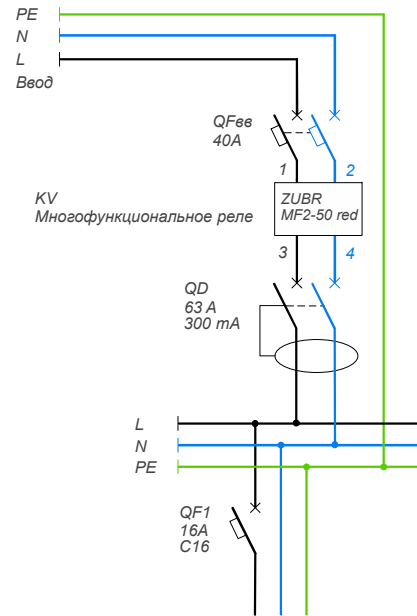 PE
N
L
Ввод
QFвв
40A
1
2
KV
Многофункциональное реле
ZUBR
MF2-50 red
3
4
QD
63 A
300 mA
L
N
PE
QF1
16A
C16